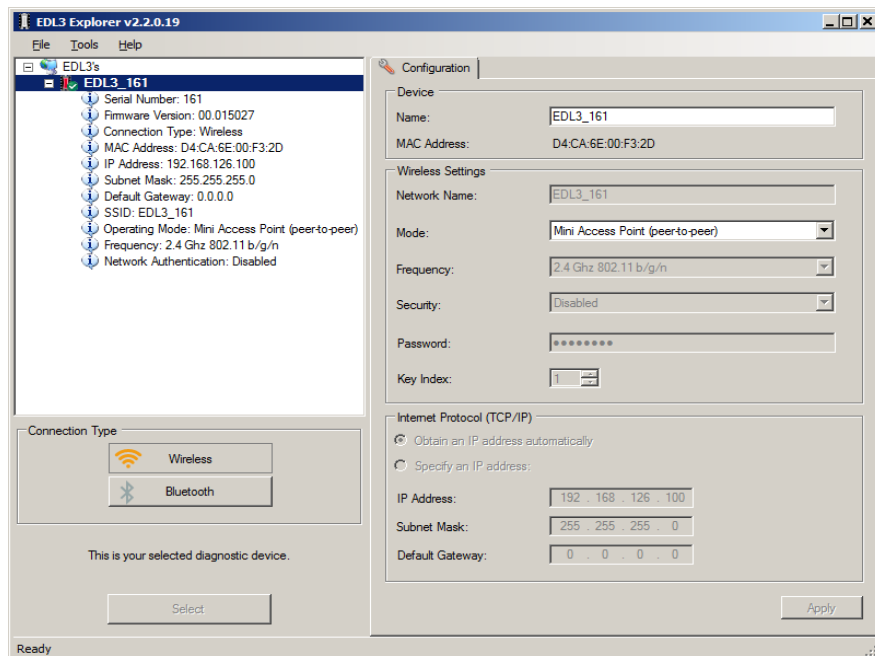 EDL3 Explorer v2.2.0.19
File Tools Help
EDL3's
EDL3_161
Serial Number: 161
Firmware Version: 00.015027
Connection Type: Wireless
MAC Address: D4:CA:6E:00:F3:2D
IP Address: 192.168.126.100
Subnet Mask: 255.255.255.0
Default Gateway: 0.0.0.0
SSID: EDL3_161
Operating Mode: Mini Access Point (peer-to-peer)
Frequency: 2.4 Ghz 802.11 b/g/n
Network Authentication: Disabled
Connection Type
Wireless
Bluetooth
This is your selected diagnostic device.
Select
Configuration
Device
Name: EDL3_161
MAC Address: D4:CA:6E:00:F3:2D
Wireless Settings
Network Name: EDL3_161
Mode: Mini Access Point (peer-to-peer)
Frequency: 2.4 Ghz 802.11 b/g/n
Security: Disabled
Password: ●●●●●●●●
Key Index: 1
Internet Protocol (TCP/IP)
Obtain an IP address automatically
Specify an IP address:
IP Address: 192 . 168 . 126 . 100
Subnet Mask: 255 . 255 . 255 . 0
Default Gateway: 0 . 0 . 0 . 0
Apply
Ready